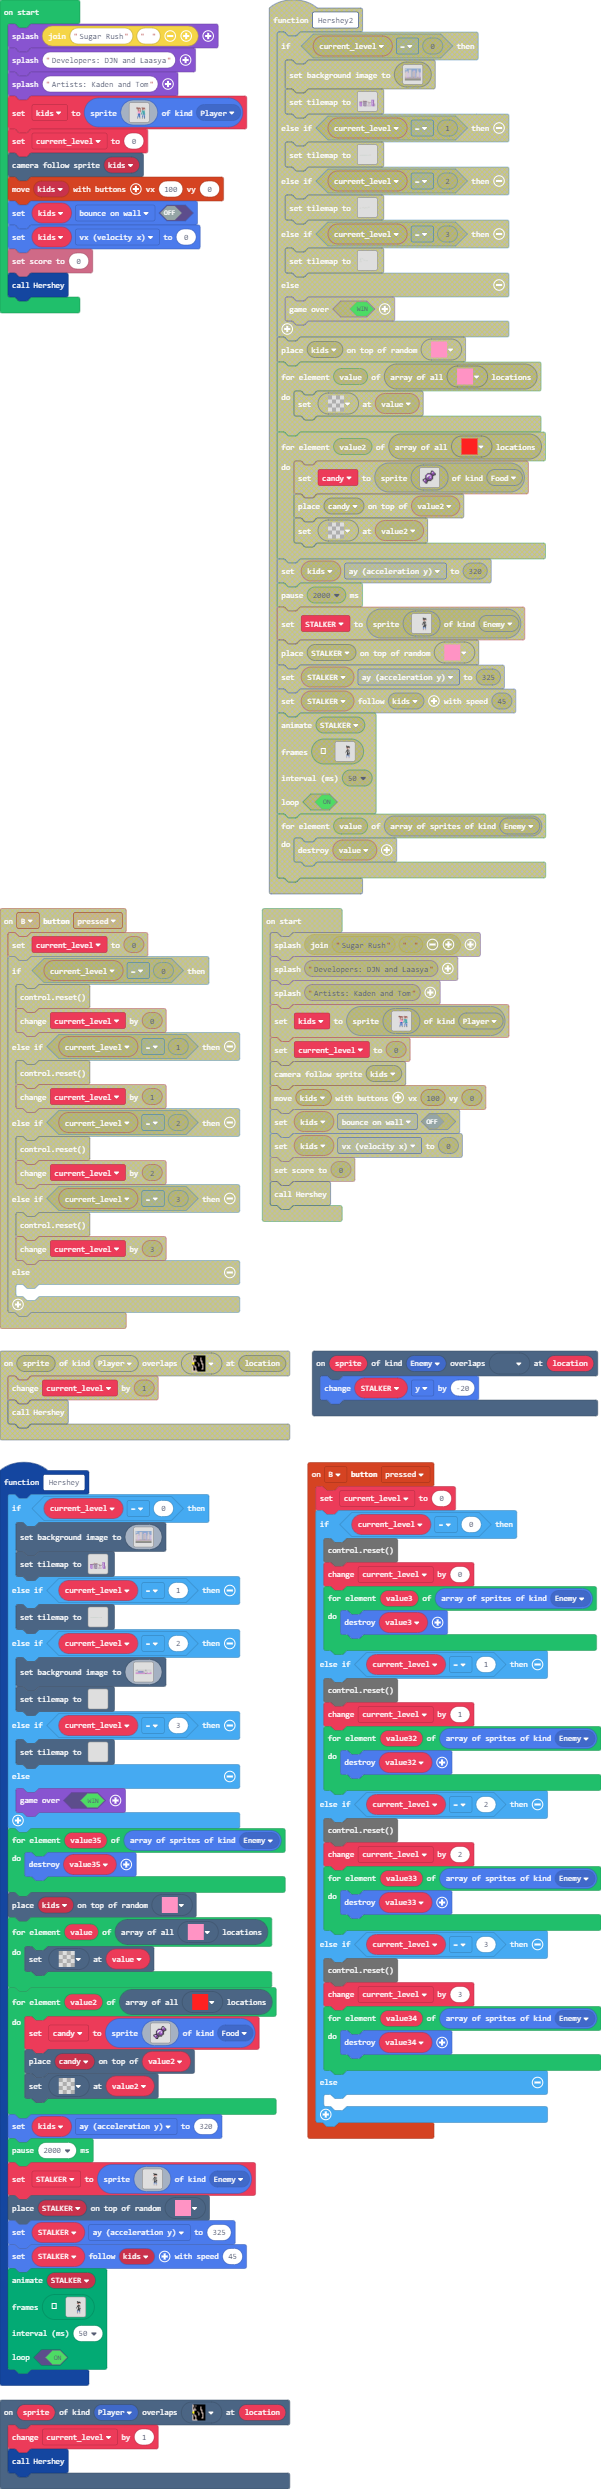 on start
splash join "Sugar Rush" " "
splash "Developers: DJN and Laasya"
splash "Artists: Kaden and Tom"
set kids to sprite of kind Player
set current_level to 0
camera follow sprite kids
move kids with buttons vx 100 vy 0
set kids bounce on wall OFF
set kids vx (velocity x) to 0
set score to 0
call Hershey
function Hershey2
if current_level = 0 then
set background image to
set tilemap to
else if current_level = 1 then
set tilemap to
else if current_level = 2 then
set tilemap to
else if current_level = 3 then
set tilemap to
else
game over WIN
place kids on top of random
for element value of array of all locations
do
set at value
for element value2 of array of all locations
do
set candy to sprite of kind Food
place candy on top of value2
set at value2
set kids ay (acceleration y) to 320
pause 2000 ms
set STALKER to sprite of kind Enemy
place STALKER on top of random
set STALKER ay (acceleration y) to 325
set STALKER follow kids with speed 45
animate STALKER
frames
interval (ms) 50
loop ON
for element value of array of sprites of kind Enemy
do
destroy value
on B button pressed
set current_level to 0
if current_level = 0 then
control.reset()
change current_level by 0
else if current_level = 1 then
control.reset()
change current_level by 1
else if current_level = 2 then
control.reset()
change current_level by 2
else if current_level = 3 then
control.reset()
change current_level by 3
else
on start
splash join "Sugar Rush" " "
splash "Developers: DJN and Laasya"
splash "Artists: Kaden and Tom"
set kids to sprite of kind Player
set current_level to 0
camera follow sprite kids
move kids with buttons vx 100 vy 0
set kids bounce on wall OFF
set kids vx (velocity x) to 0
set score to 0
call Hershey
on sprite of kind Player overlaps at location
change current_level by 1
call Hershey
on sprite of kind Enemy overlaps at location
change STALKER y by -20
function Hershey
if current_level = 0 then
set background image to
set tilemap to
else if current_level = 1 then
set tilemap to
else if current_level = 2 then
set background image to
set tilemap to
else if current_level = 3 then
set tilemap to
else
game over WIN
for element value35 of array of sprites of kind Enemy
do
destroy value35
place kids on top of random
for element value of array of all locations
do
set at value
for element value2 of array of all locations
do
set candy to sprite of kind Food
place candy on top of value2
set at value2
set kids ay (acceleration y) to 320
pause 2000 ms
set STALKER to sprite of kind Enemy
place STALKER on top of random
set STALKER ay (acceleration y) to 325
set STALKER follow kids with speed 45
animate STALKER
frames
interval (ms) 50
loop ON
on B button pressed
set current_level to 0
if current_level = 0 then
control.reset()
change current_level by 0
for element value3 of array of sprites of kind Enemy
do
destroy value3
else if current_level = 1 then
control.reset()
change current_level by 1
for element value32 of array of sprites of kind Enemy
do
destroy value32
else if current_level = 2 then
control.reset()
change current_level by 2
for element value33 of array of sprites of kind Enemy
do
destroy value33
else if current_level = 3 then
control.reset()
change current_level by 3
for element value34 of array of sprites of kind Enemy
do
destroy value34
else
on sprite of kind Player overlaps at location
change current_level by 1
call Hershey